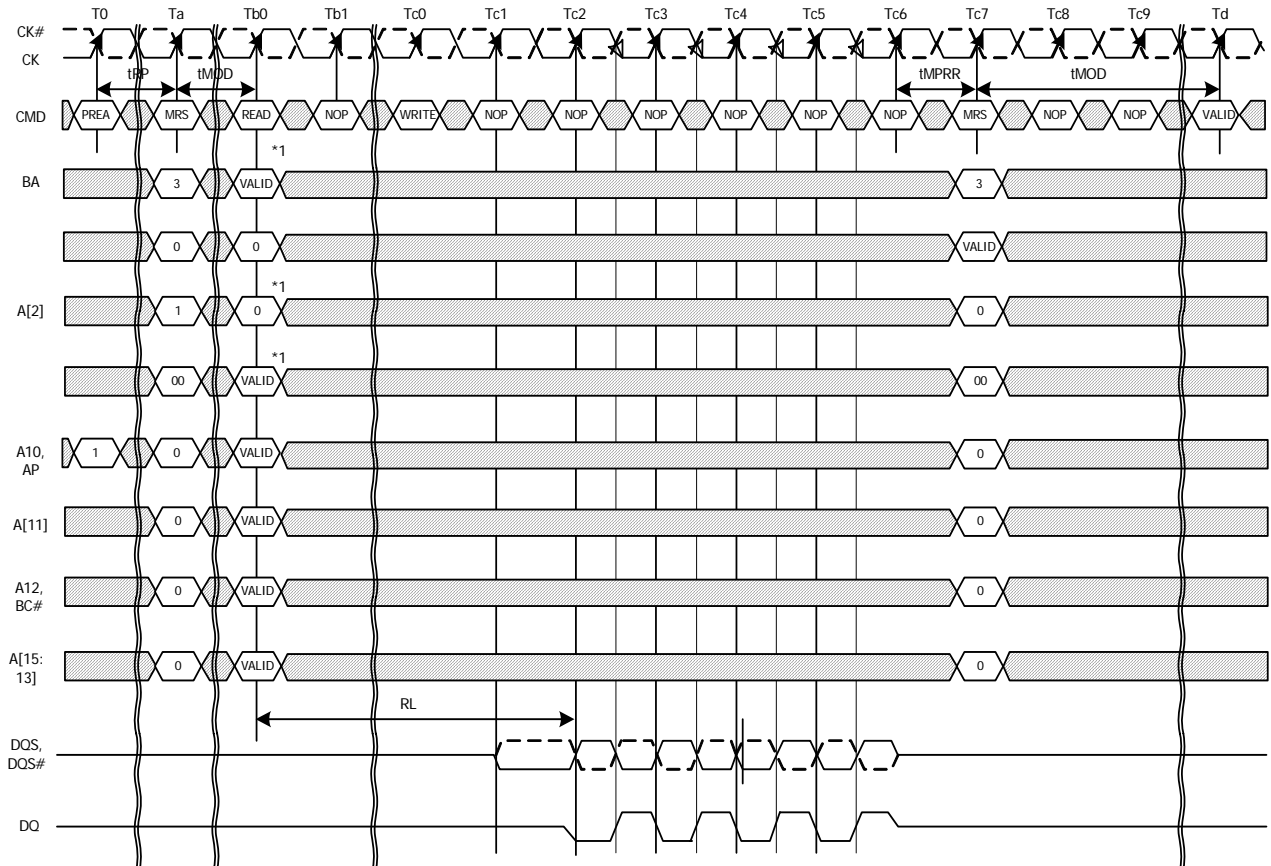 T0 Ta Tb0 Tb1 Tc0 Tc1 Tc2 Tc3 Tc4 Tc5 Tc6 Tc7 Tc8 Tc9 Td
CK#
CK
tRP tMOD tMPRR tMOD
CMD PREA MRS READ NOP WRITE NOP NOP NOP NOP NOP NOP MRS NOP NOP VALID
*1
BA 3 VALID 3
0 0 VALID
*1
A[2] 1 0 0
*1
00 VALID 00
A10,
AP 1 0 VALID 0
A[11] 0 VALID 0
A12,
BC# 0 VALID 0
A[15:
13] 0 VALID 0
RL
DQS,
DQS#
DQ